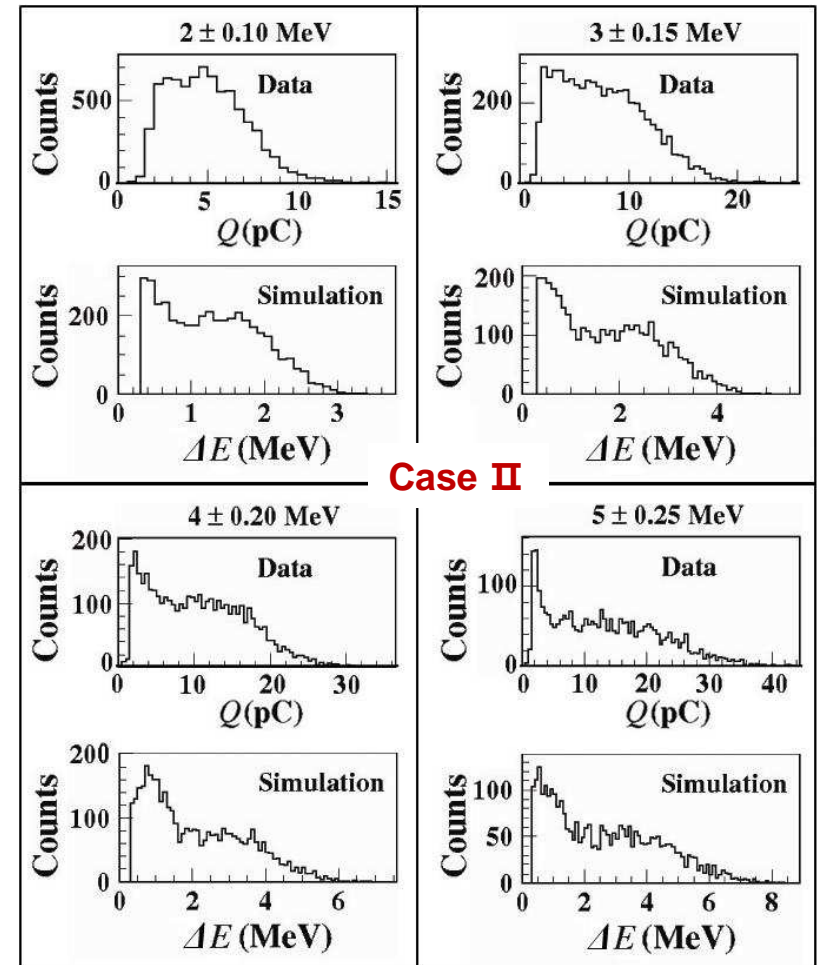 2 ± 0.10 MeV
Counts
500
0
Data
0 5 10 15
Q(pC)
Counts
200
0
Simulation
0 1 2 3
ΔE (MeV)
3 ± 0.15 MeV
Counts
200
0
Data
0 10 20
Q(pC)
Counts
200
100
0
Simulation
0 2 4
ΔE (MeV)
Case Ⅱ
4 ± 0.20 MeV
Counts
200
100
0
Data
0 10 20 30
Q(pC)
Counts
200
100
0
Simulation
0 2 4 6
ΔE (MeV)
5 ± 0.25 MeV
Counts
100
0
Data
0 10 20 30 40
Q(pC)
Counts
100
50
0
Simulation
0 2 4 6 8
ΔE (MeV)